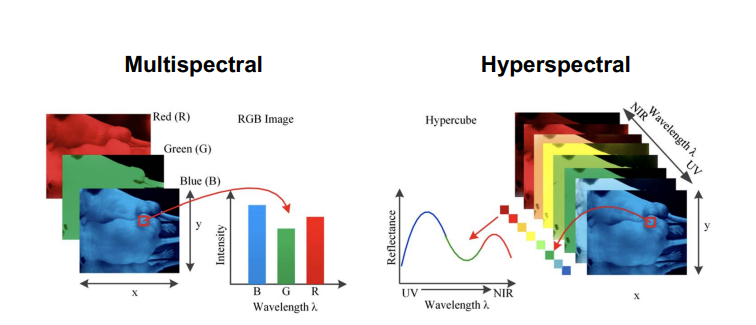 Multispectral
Hyperspectral
Red (R)
RGB Image
Green (G)
Blue (B)
y
x
Intensity
B G R
Wavelength λ
Hypercube
NIR
Wavelength λ
UV
Reflectance
UV
NIR
Wavelength λ
y
x